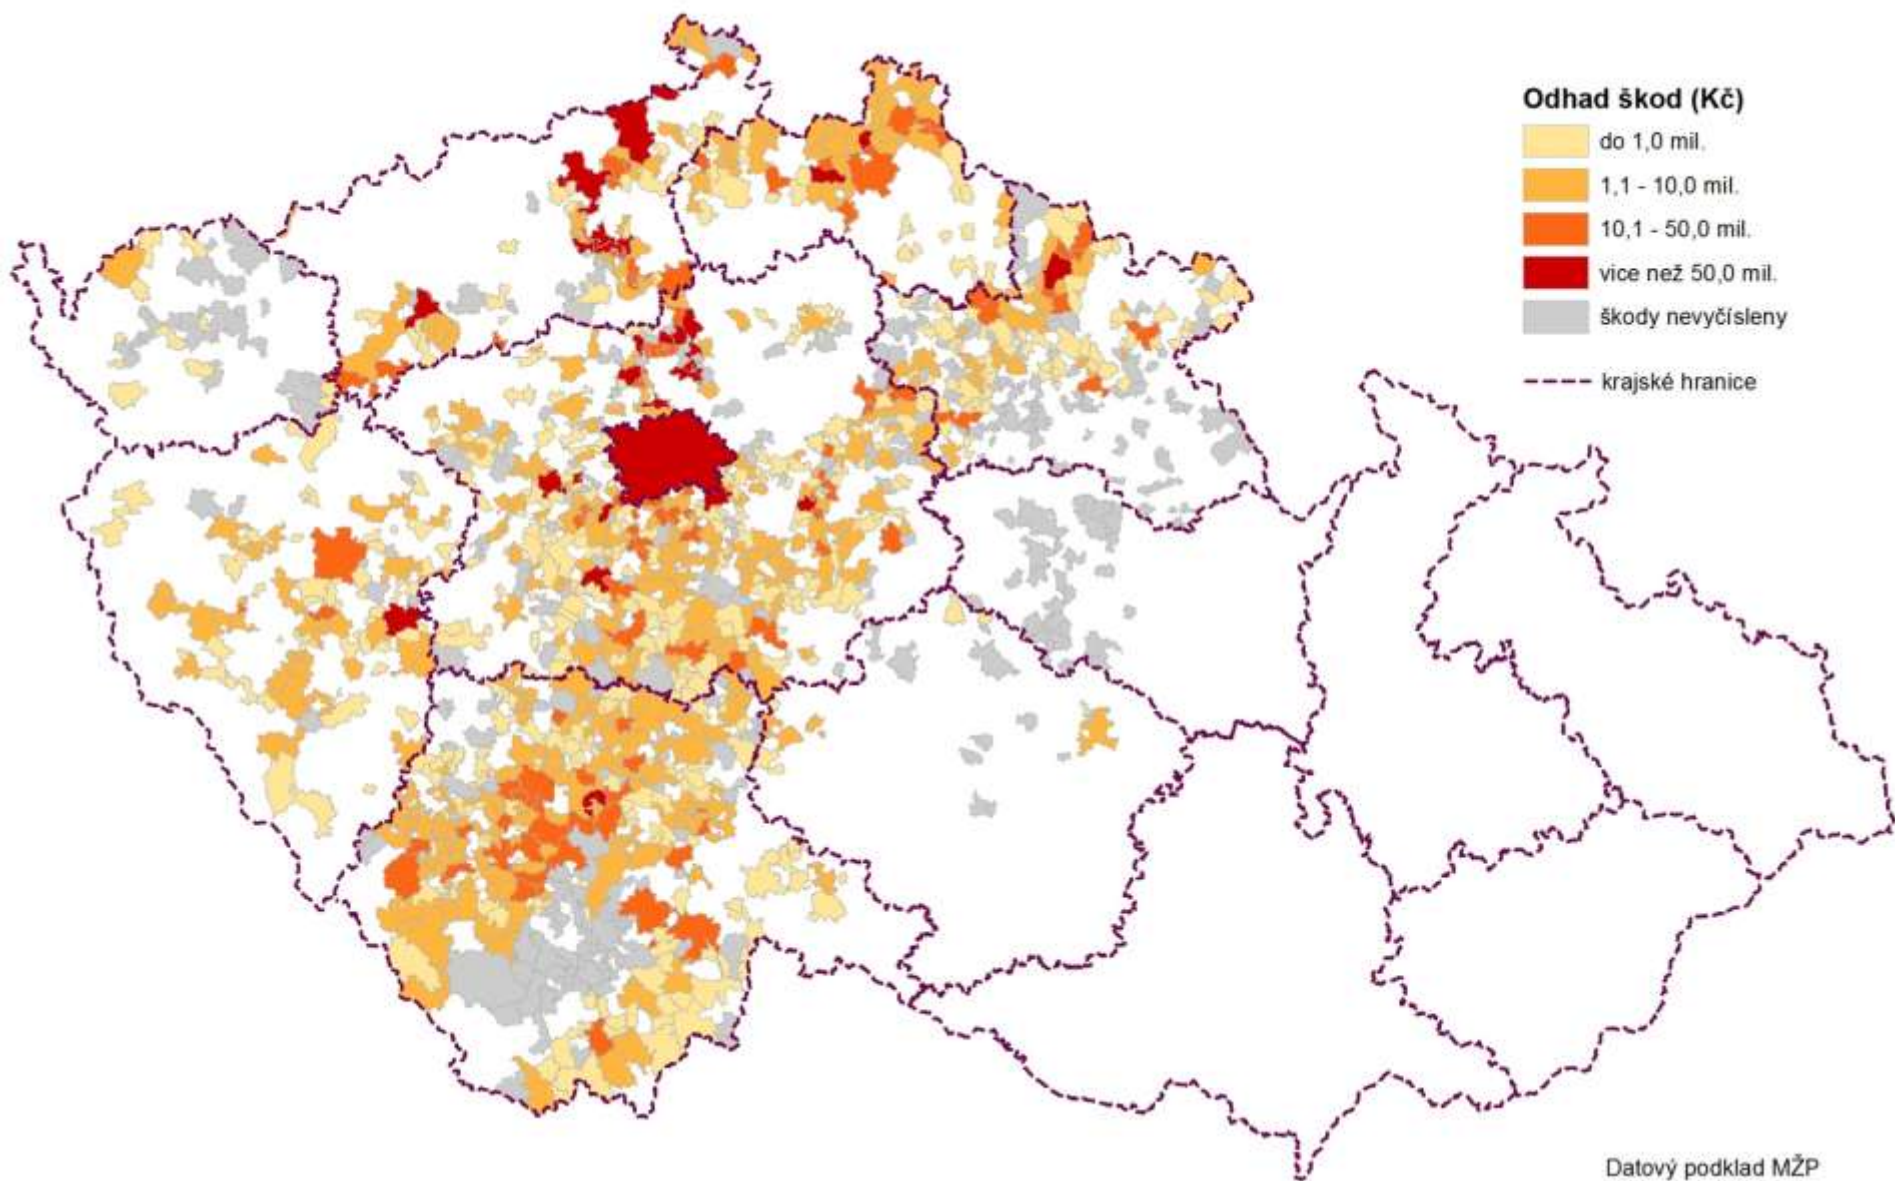 Odhad škod (Kč)
do 1,0 mil.
1,1 - 10,0 mil.
10,1 - 50,0 mil.
vice než 50,0 mil.
škody nevyčísleny
krajské hranice
Datový podklad MŽP